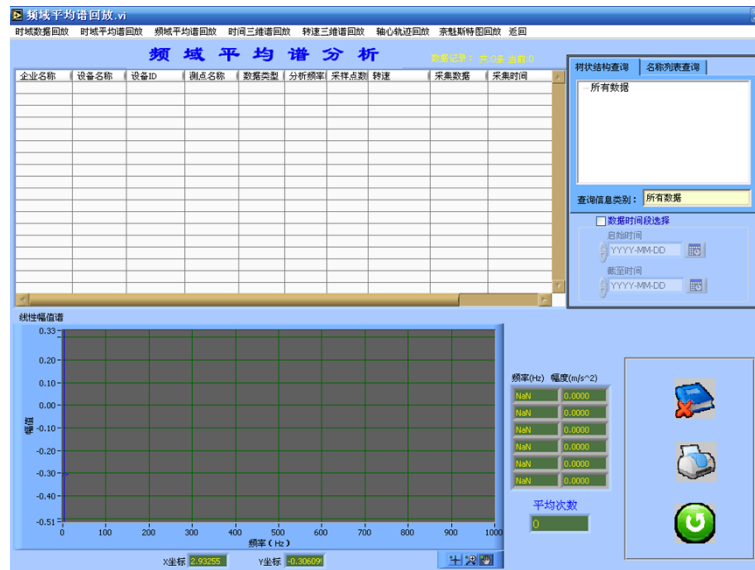 频域平均谱回放.vi
时域数据回放 时域平均谱回放 频域平均谱回放 时间三维谱回放 转速三维谱回放 轴心轨迹回放 奈魁斯特图回放 返回
频域平均谱分析
数据记录： 共:0条 当前:0
企业名称 设备名称 设备ID 测点名称 数据类型 分析频率 采样点数 转速 采集数据 采集时间
树状结构查询 名称列表查询
所有数据
查询信息类别： 所有数据
数据时间段选择
启始时间
YYYY-MM-DD
截至时间
YYYY-MM-DD
线性幅值谱
幅值
0.33
0.20
0.10
0.00
-0.10
-0.20
-0.30
-0.40
-0.51
0 100 200 300 400 500 600 700 800 900 1000
频率(Hz)
X坐标 2.93255 Y坐标 -0.30609
频率(Hz) 幅度(m/s^2)
NaN 0.0000
NaN 0.0000
NaN 0.0000
NaN 0.0000
NaN 0.0000
NaN 0.0000
平均次数
0